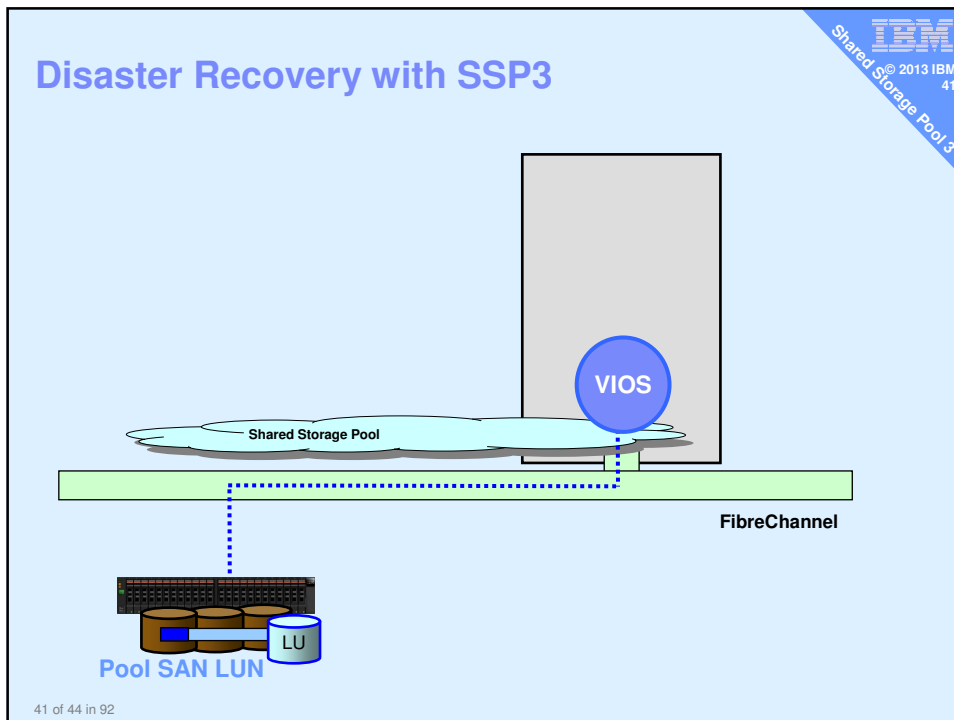 Disaster Recovery with SSP3
IBM
© 2013 IBM
41
Shared Storage Pool 3
VIOS
Shared Storage Pool
FibreChannel
LU
Pool SAN LUN
41 of 44 in 92